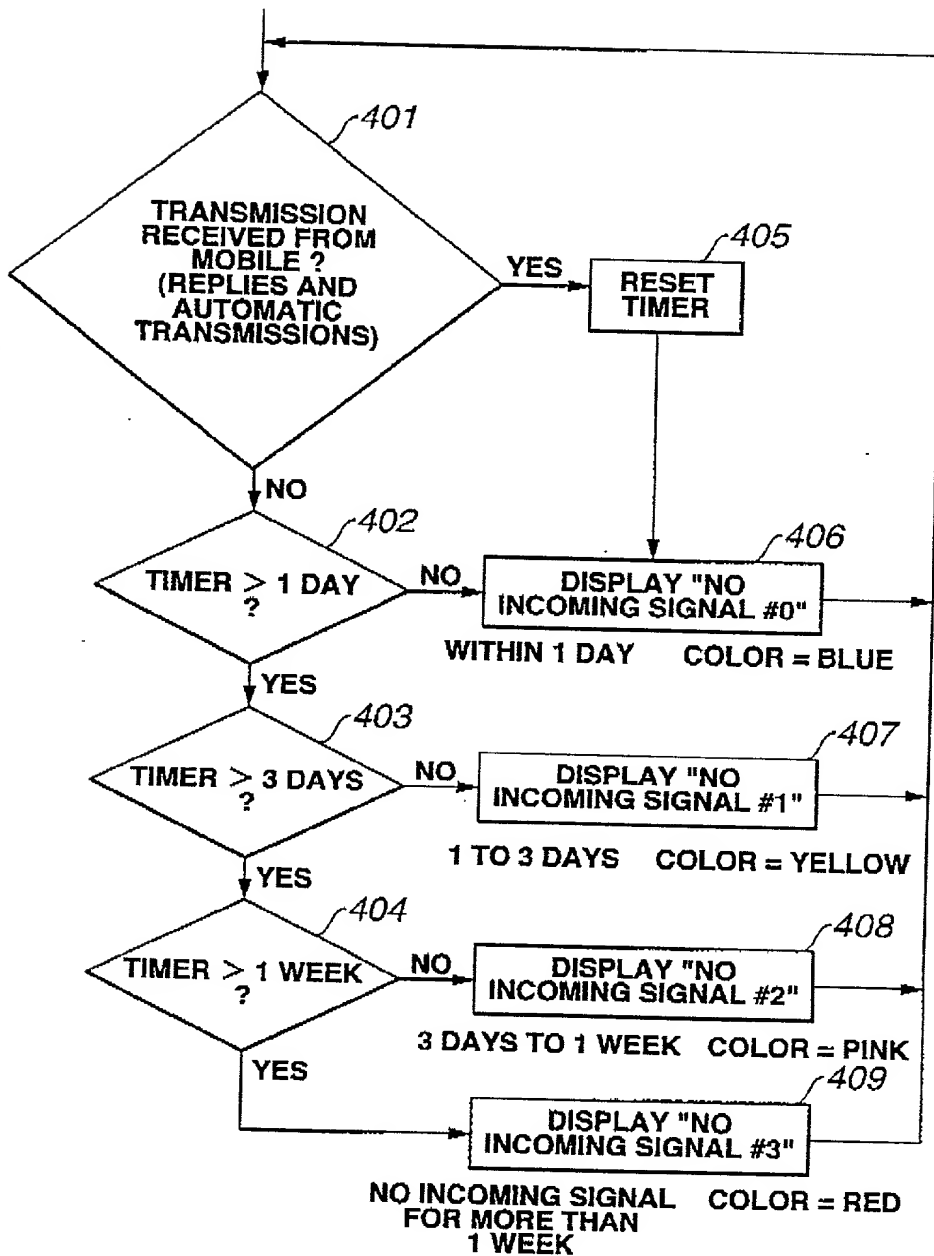 401
TRANSMISSION
RECEIVED FROM
MOBILE ?
(REPLIES AND
AUTOMATIC
TRANSMISSIONS)
YES
405
RESET
TIMER
NO
402
TIMER > 1 DAY
?
NO
406
DISPLAY "NO
INCOMING SIGNAL #0"
WITHIN 1 DAY COLOR = BLUE
YES
403
TIMER > 3 DAYS
?
NO
407
DISPLAY "NO
INCOMING SIGNAL #1"
1 TO 3 DAYS COLOR = YELLOW
YES
404
TIMER > 1 WEEK
?
NO
408
DISPLAY "NO
INCOMING SIGNAL #2"
3 DAYS TO 1 WEEK COLOR = PINK
YES
409
DISPLAY "NO
INCOMING SIGNAL #3"
NO INCOMING SIGNAL COLOR = RED
FOR MORE THAN
1 WEEK